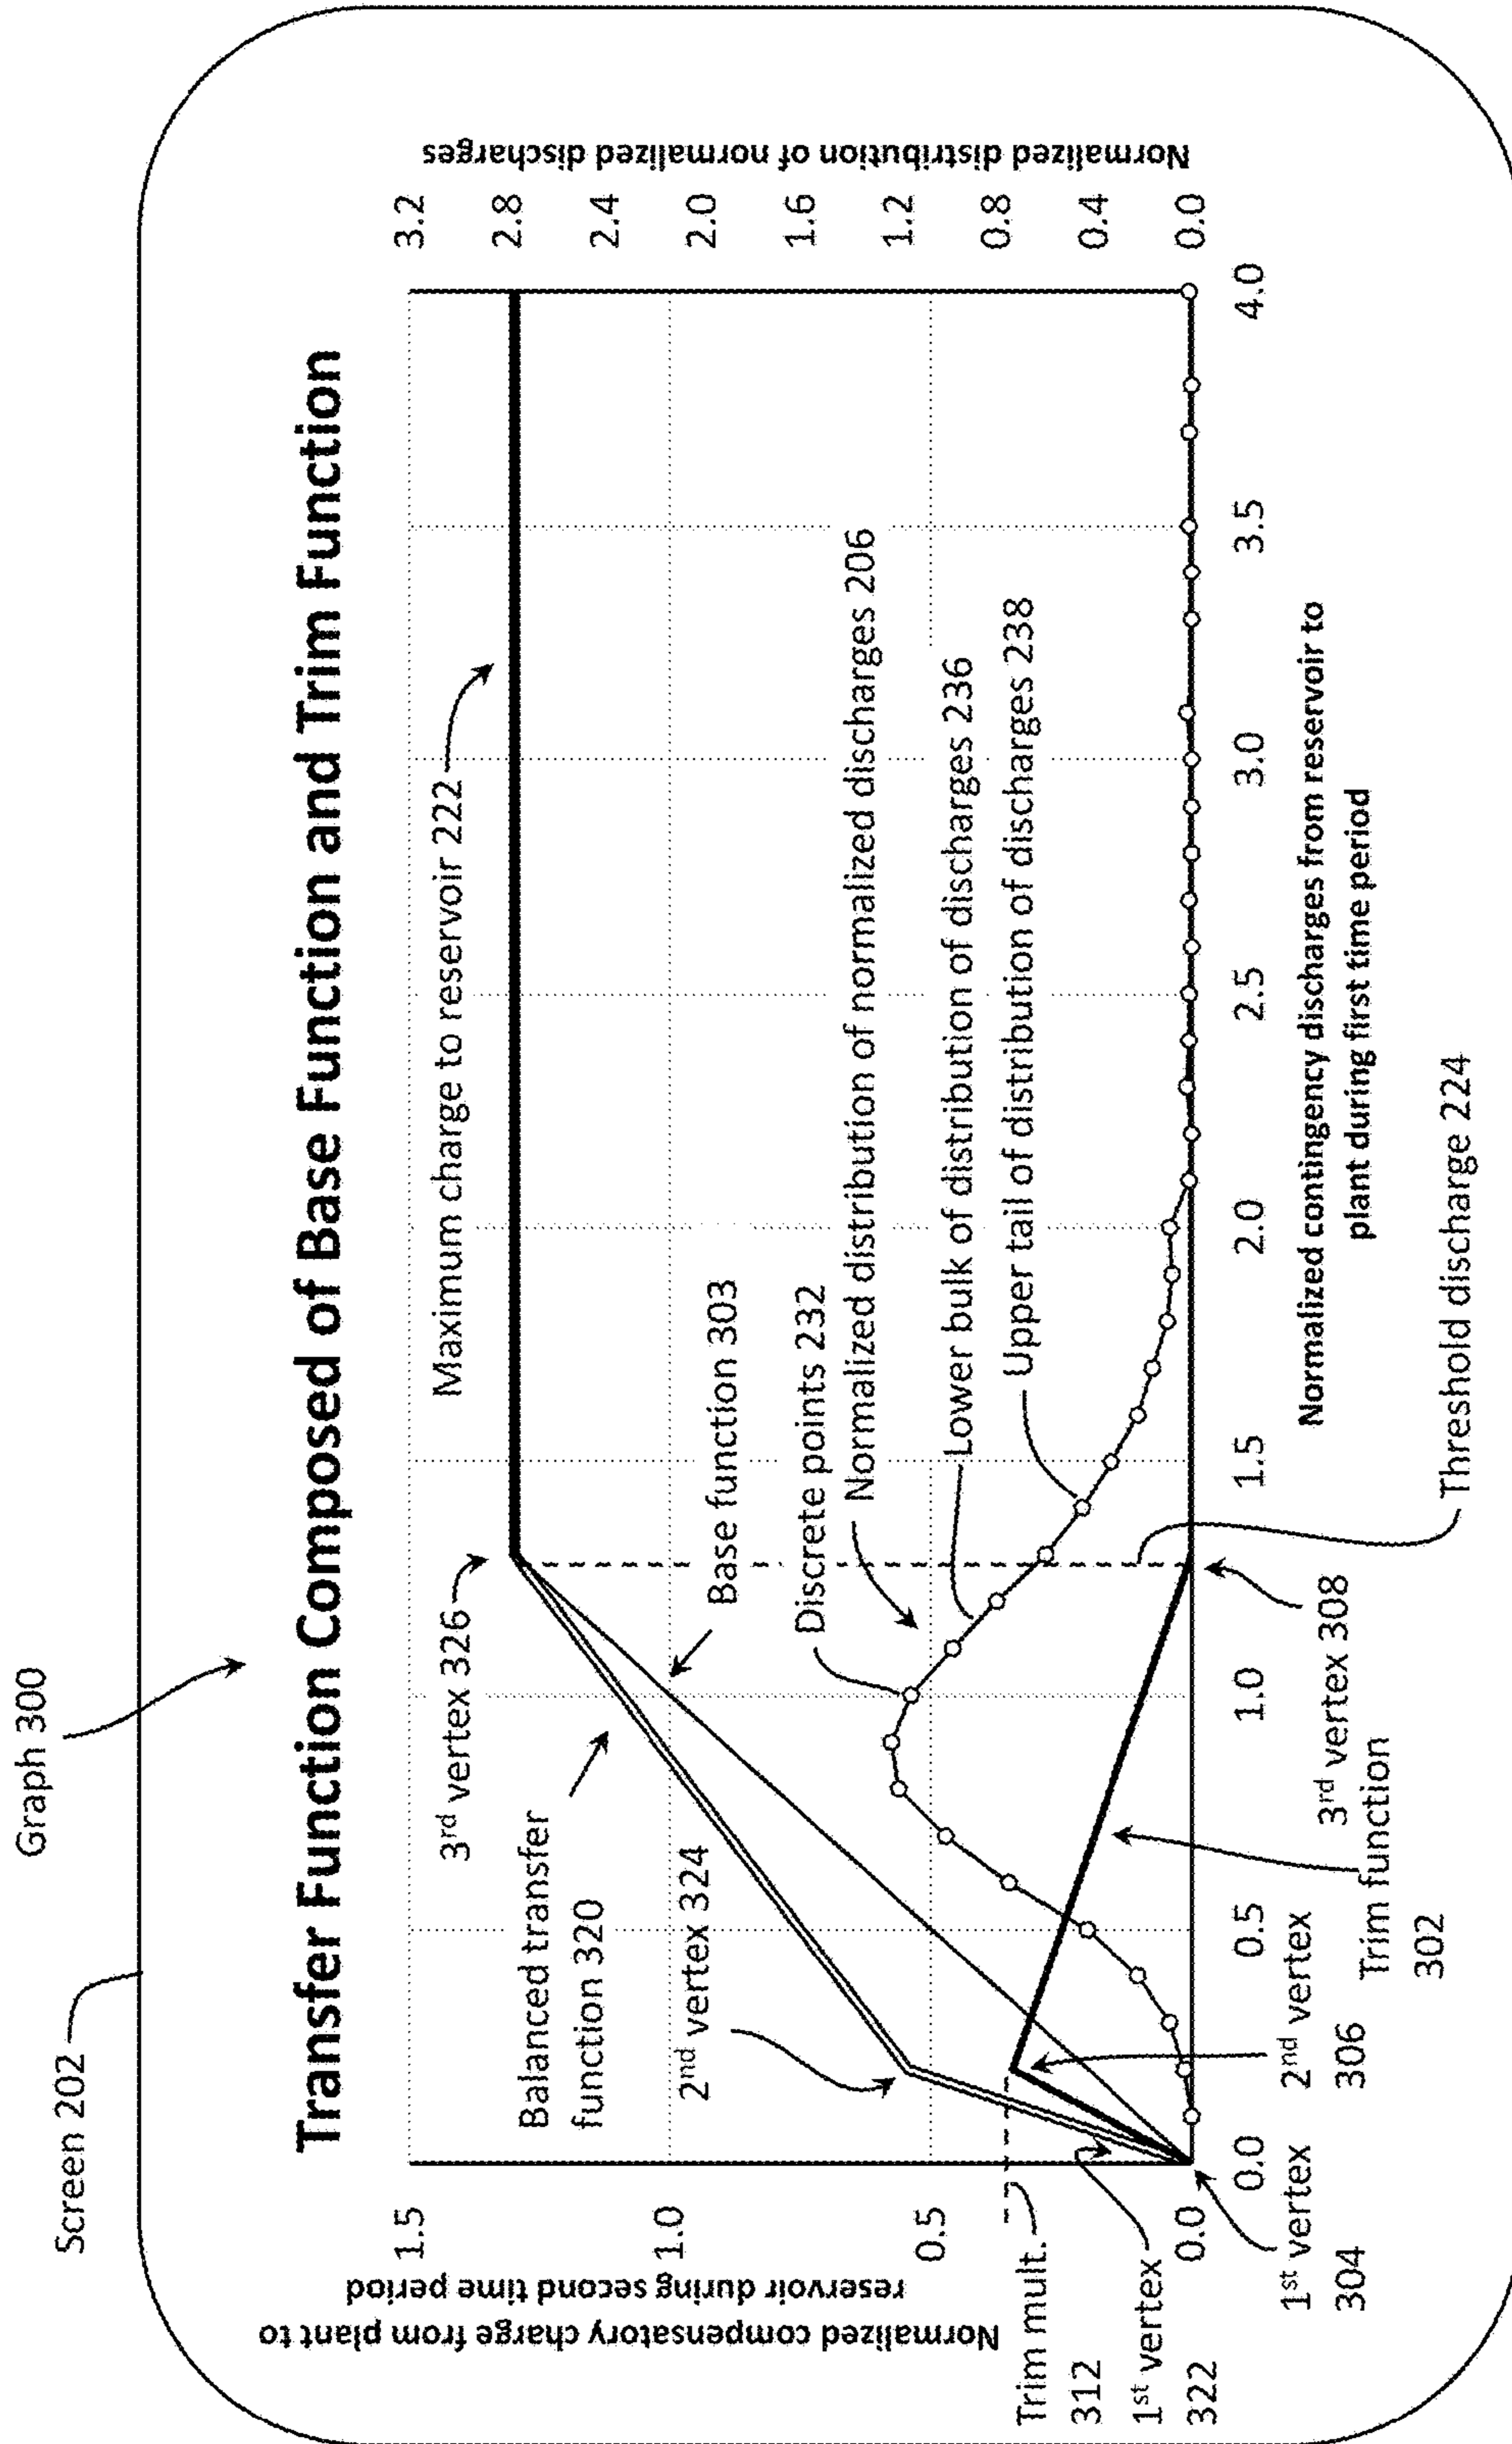 Graph 300
Screen 202
Transfer Function Composed of Base Function and Trim Function
Normalized compensatory charge from plant to
reservoir during second time period
1.5
1.0
0.5
0.0
Maximum charge to reservoir 222
3rd vertex 326
Balanced transfer
function 320
2nd vertex 324
Base function 303
Discrete points 232
Normalized distribution of normalized discharges 206
Lower bulk of distribution of discharges 236
Upper tail of distribution of discharges 238
Normalized distribution of normalized discharges
3.2
2.8
2.4
2.0
1.6
1.2
0.8
0.4
0.0
Trim mult.
312
1st vertex
322
0.0
0.5
1.0
1.5
2.0
2.5
3.0
3.5
4.0
1st vertex
304
2nd vertex
306
3rd vertex 308
Trim function
302
Normalized contingency discharges from reservoir to
plant during first time period
Threshold discharge 224